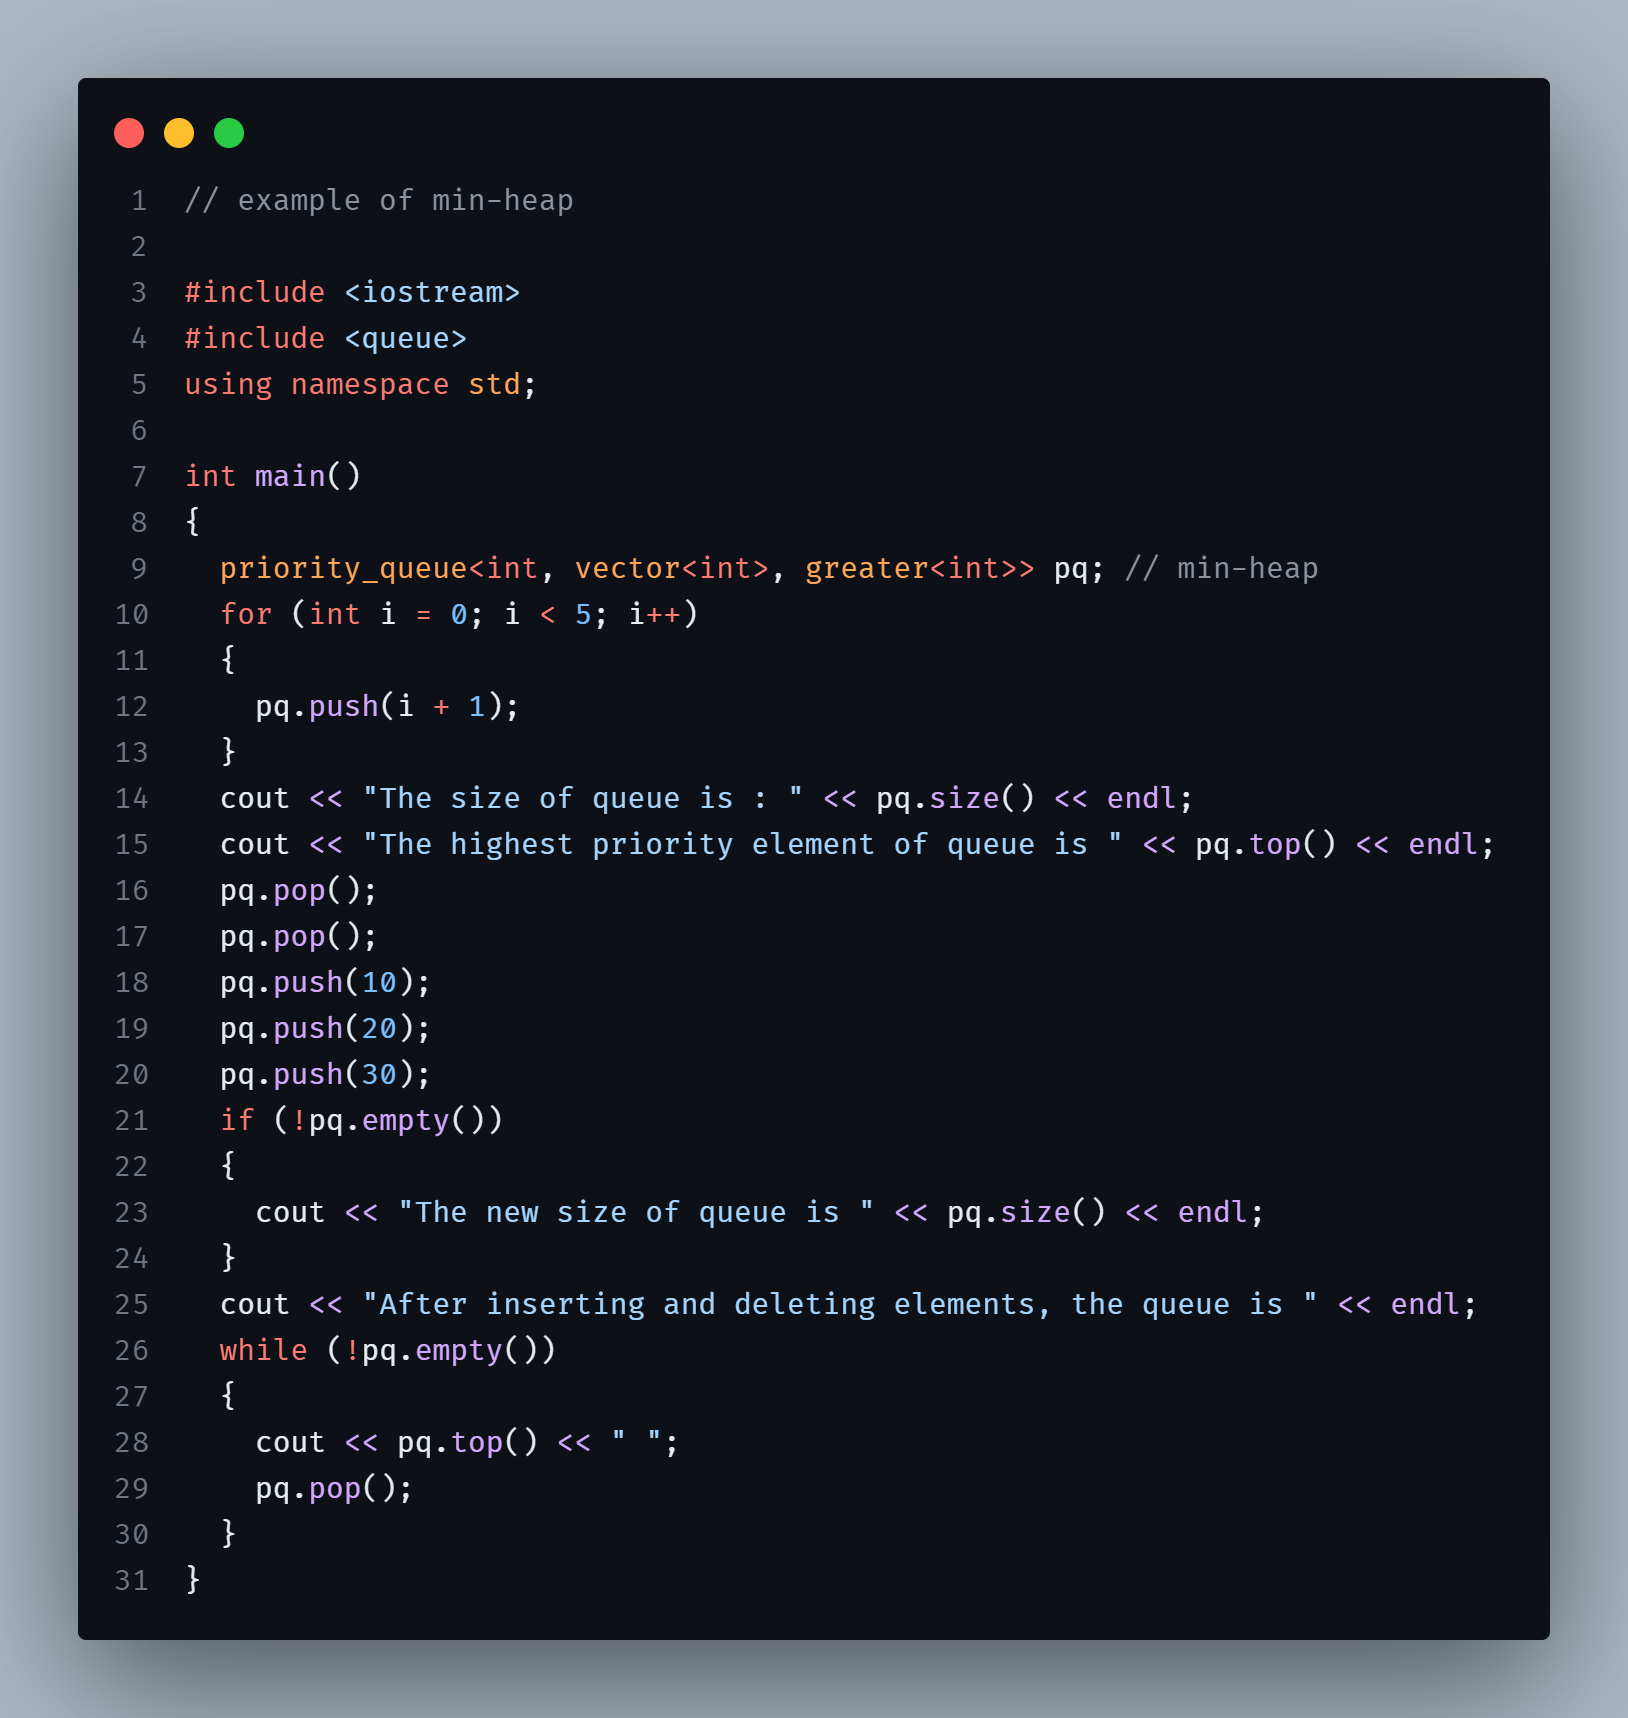 1 // example of min-heap
2
3 #include <iostream>
4 #include <queue>
5 using namespace std;
6
7 int main()
8 {
9   priority_queue<int, vector<int>, greater<int>> pq; // min-heap
10   for (int i = 0; i < 5; i++)
11   {
12     pq.push(i + 1);
13   }
14   cout << "The size of queue is : " << pq.size() << endl;
15   cout << "The highest priority element of queue is " << pq.top() << endl;
16   pq.pop();
17   pq.pop();
18   pq.push(10);
19   pq.push(20);
20   pq.push(30);
21   if (!pq.empty())
22   {
23     cout << "The new size of queue is " << pq.size() << endl;
24   }
25   cout << "After inserting and deleting elements, the queue is " << endl;
26   while (!pq.empty())
27   {
28     cout << pq.top() << " ";
29     pq.pop();
30   }
31 }